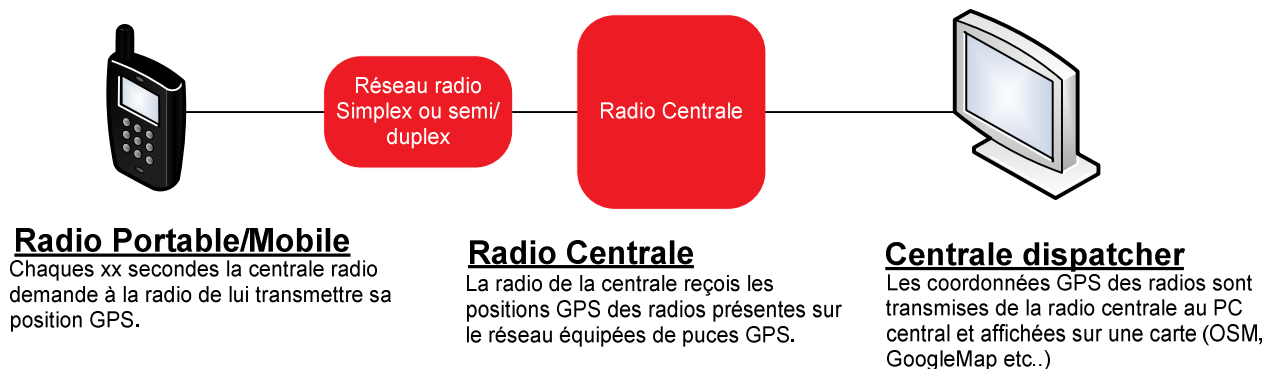 Réseau radio
Simplex ou semi/
duplex
Radio Centrale
Radio Portable/Mobile
Chaques xx secondes la centrale radio
demande à la radio de lui transmettre sa
position GPS.
Radio Centrale
La radio de la centrale reçois les
positions GPS des radios présentes sur
le réseau équipées de puces GPS.
Centrale dispatcher
Les coordonnées GPS des radios sont
transmises de la radio centrale au PC
central et affichées sur une carte (OSM,
GoogleMap etc..)